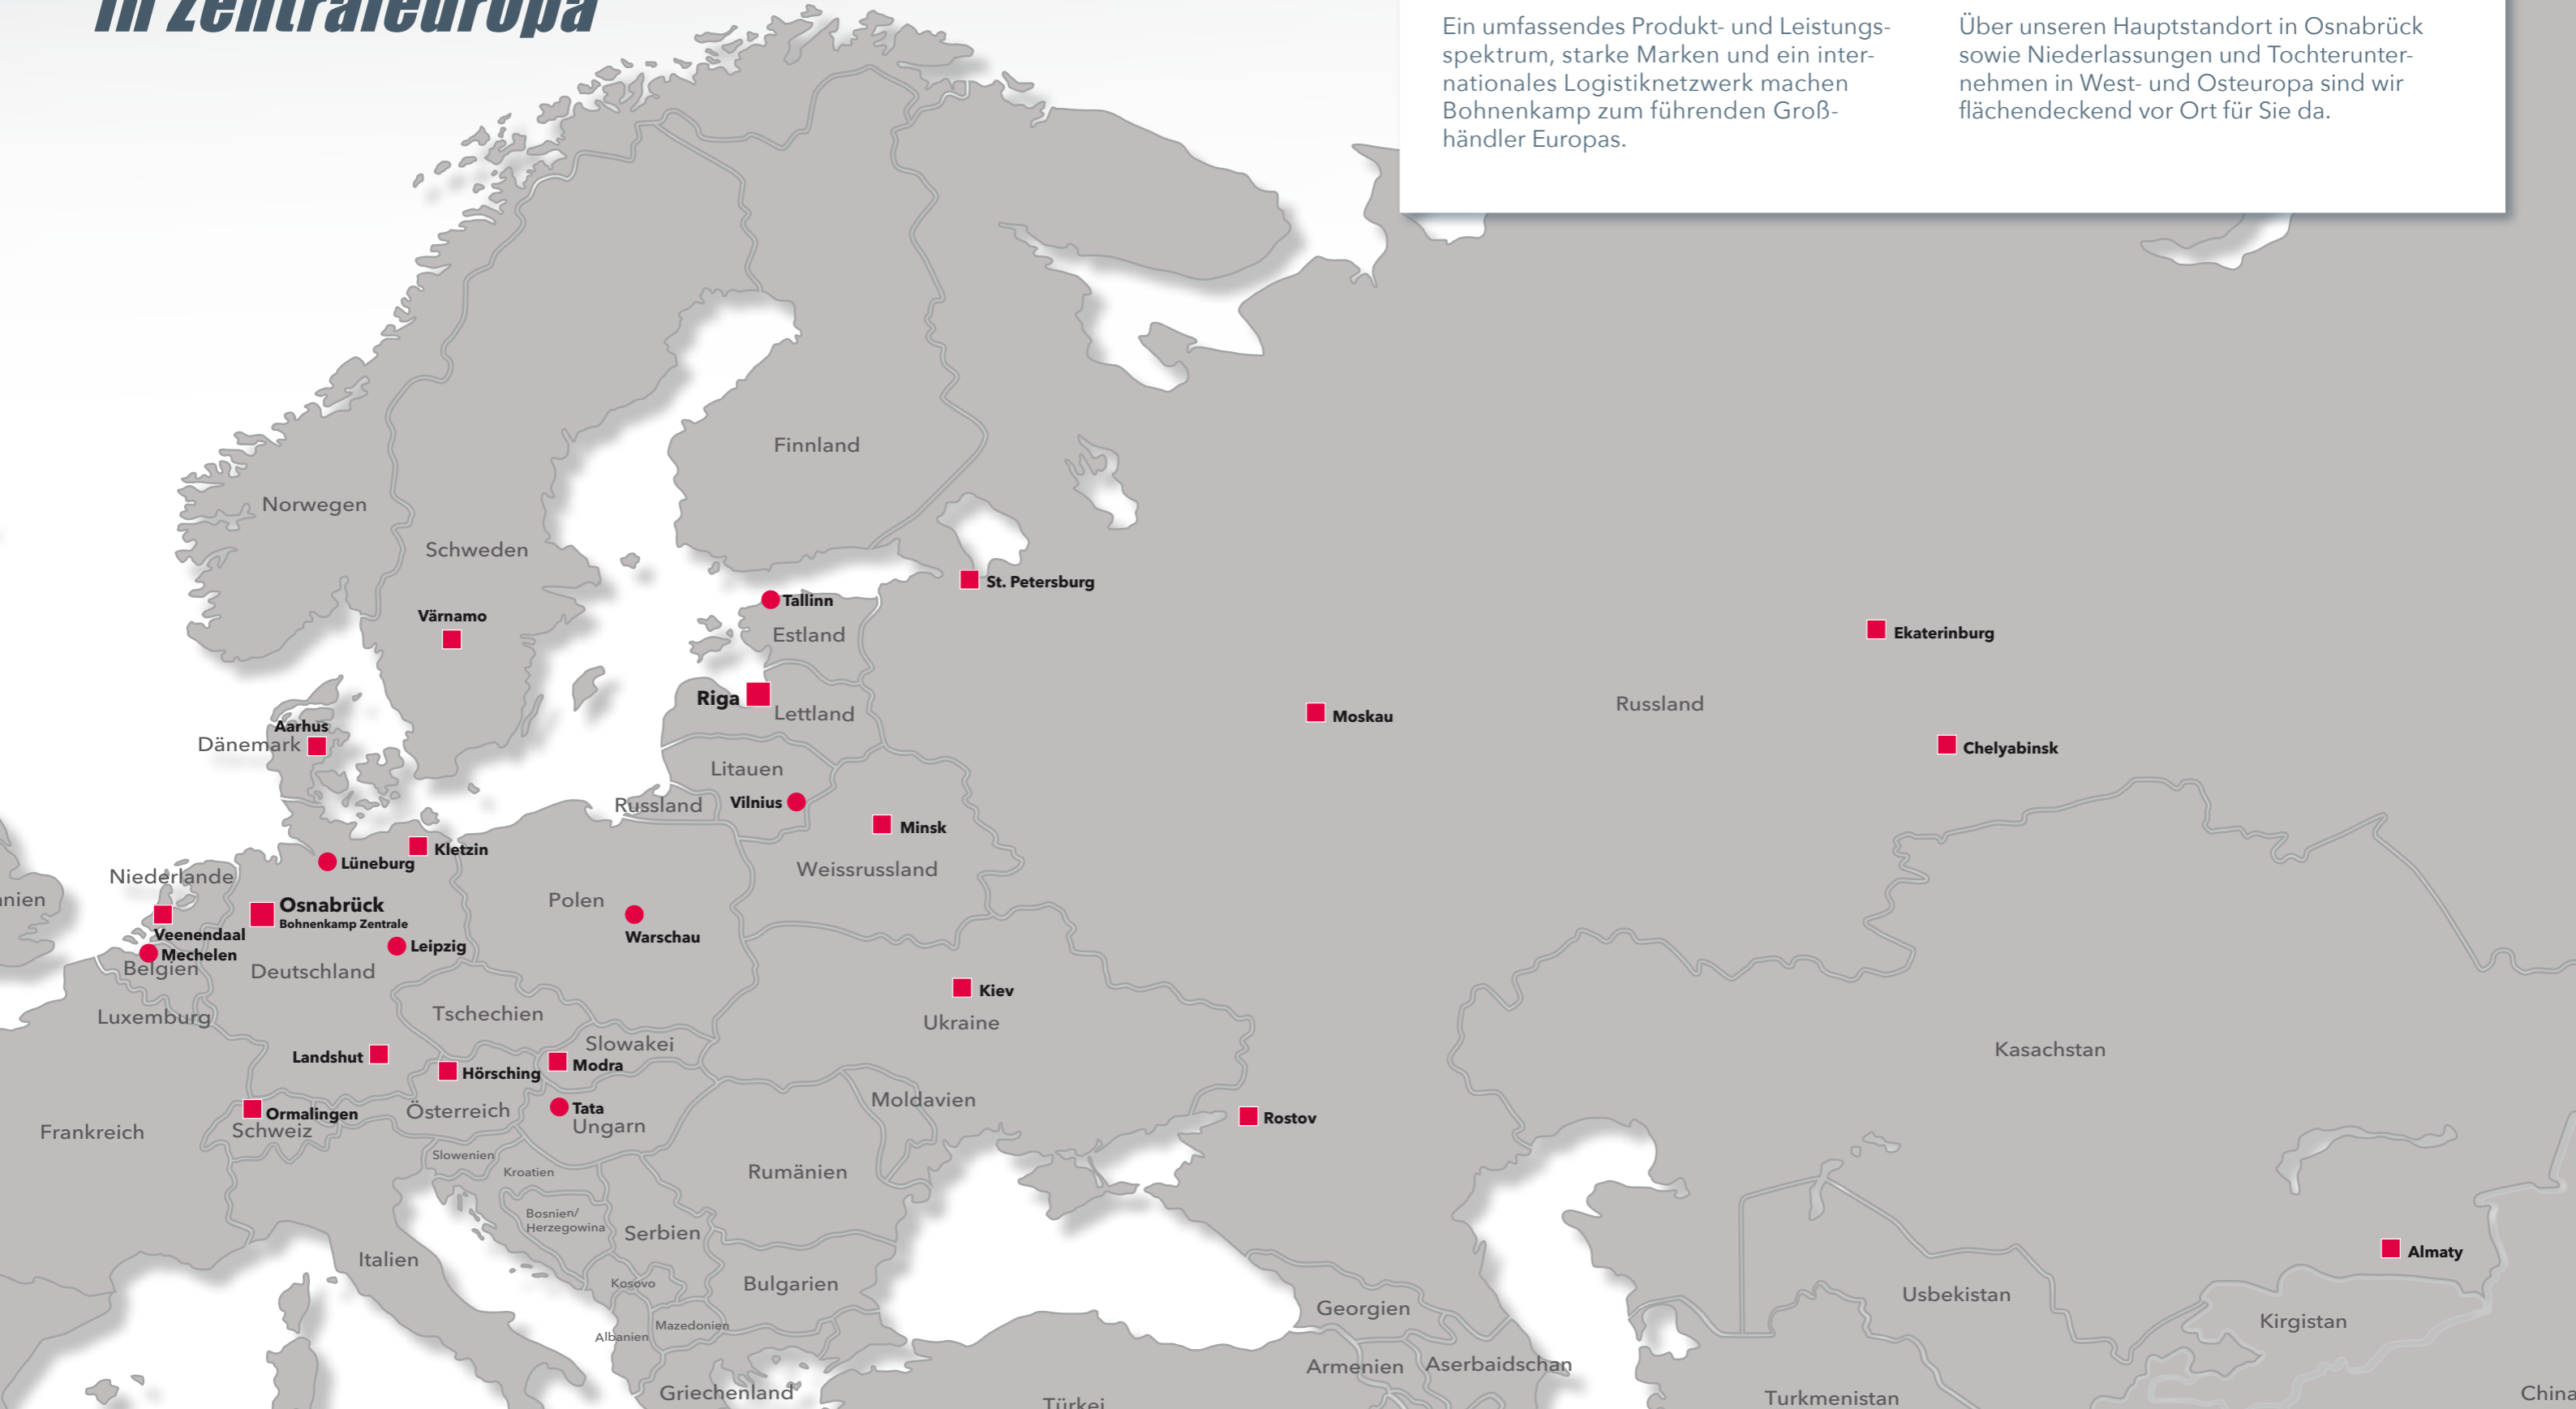 in Zentraleuropa
Ein umfassendes Produkt- und Leistungs-
spektrum, starke Marken und ein inter-
nationales Logistiknetzwerk machen
Bohnenkamp zum führenden Groß-
händler Europas.
Über unseren Hauptstandort in Osnabrück
sowie Niederlassungen und Tochterunter-
nehmen in West- und Osteuropa sind wir
flächendeckend vor Ort für Sie da.
Finnland
Norwegen
Schweden
St. Petersburg
Tallinn
Värnamo
Estland
Ekaterinburg
Riga
Lettland
Russland
Moskau
Aarhus
Dänemark
Chelyabinsk
Litauen
Russland
Vilnius
Minsk
Kletzin
Lüneburg
Weissrussland
Niederlande
nien
Polen
Osnabrück
Bohnenkamp Zentrale
Veenendaal
Warschau
Leipzig
Mechelen
Belgien
Deutschland
Kiev
Luxemburg
Tschechien
Ukraine
Slowakei
Kasachstan
Landshut
Modra
Hörsching
Moldavien
Tata
Österreich
Ormalingen
Rostov
Ungarn
Schweiz
Frankreich
Slowenien
Kroatien
Rumänien
Bosnien/
Herzegowina
Serbien
Almaty
Italien
Kosovo
Bulgarien
Usbekistan
Georgien
Kirgistan
Mazedonien
Albanien
Armenien
Aserbaidschan
Griechenland
China
Turkmenistan
Türkei